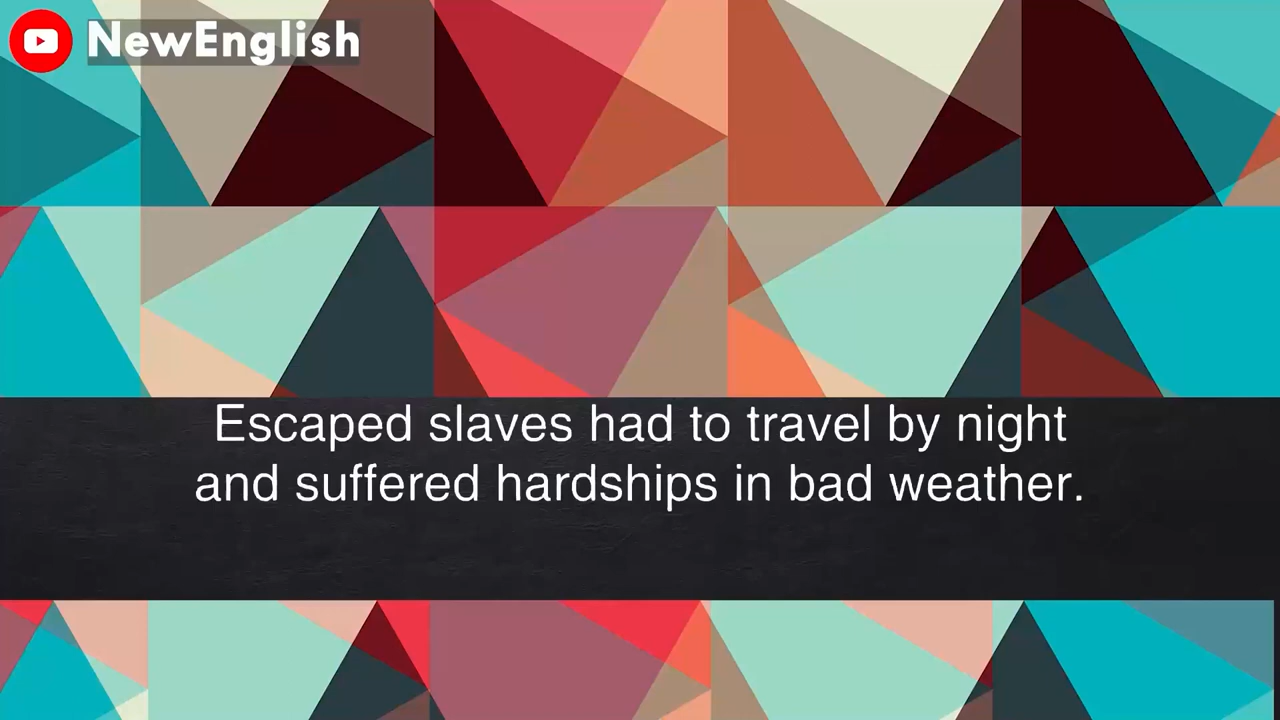 NewEnglish
Escaped slaves had to travel by night
and suffered hardships in bad weather.